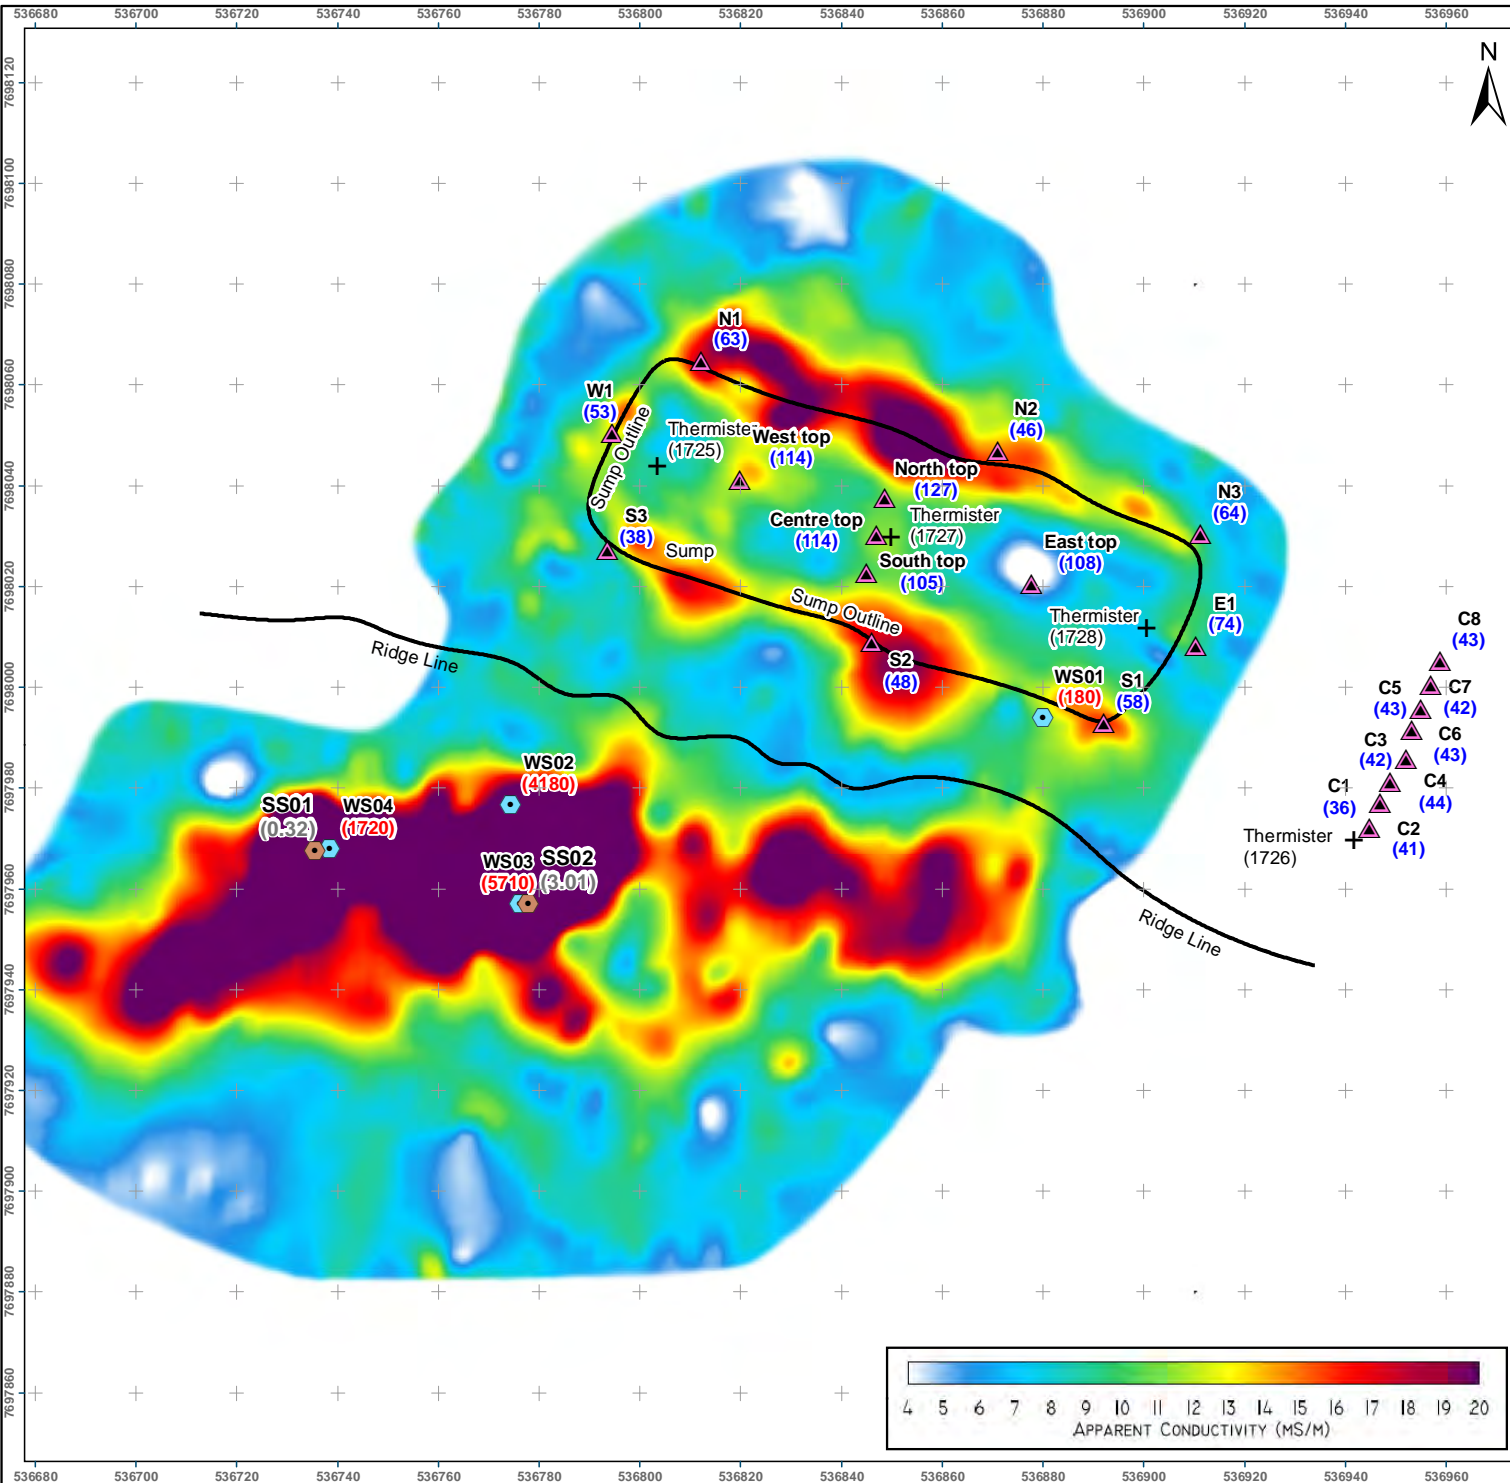 536680 536700 536720 536740 536760 536780 536800 536820 536840 536860 536880 536900 536920 536940 536960
N
7698120
7698100
7698080
7698060
7698040
7698020
7698000
7697980
7697960
7697940
7697920
7697900
7697880
7697860
N1
(63)
W1
(53)
Sump Outline
Thermister
(1725)
West top
(114)
N2
(46)
North top
(127)
N3
(64)
S3
(38)
Sump
Centre top
(114)
Thermister
(1727)
South top
(105)
East top
(108)
Sump Outline
Thermister
(1728)
E1
(74)
S2
(48)
WS01
(180)
S1
(58)
Ridge Line
C8
(43)
C5
(43)
C7
(42)
C3
(42)
C6
(43)
C1
(36)
C4
(44)
C2
(41)
Thermister
(1726)
WS02
(4180)
SS01
(0.32)
WS04
(1720)
WS03
(5710)
SS02
(3.01)
Ridge Line
4 5 6 7 8 9 10 11 12 13 14 15 16 17 18 19 20
APPARENT CONDUCTIVITY (MS/M)
536680 536700 536720 536740 536760 536780 536800 536820 536840 536860 536880 536900 536920 536940 536960